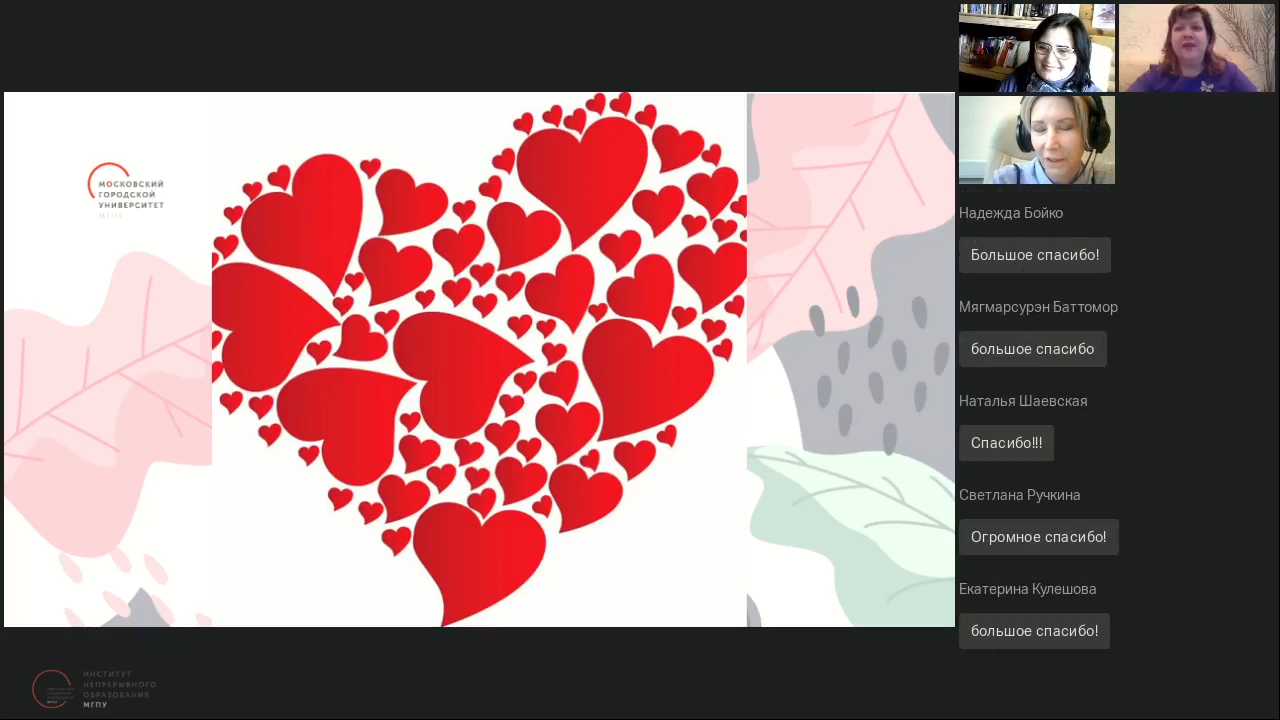 МОСКОВСКИЙ
ГОРОДСКОЙ
УНИВЕРСИТЕТ
МГПУ
Надежда Бойко
Большое спасибо!
Мягмарсурэн Баттомор
большое спасибо
Наталья Шаевская
Спасибо!!!
Светлана Ручкина
Огромное спасибо!
Екатерина Кулешова
большое спасибо!
ИНСТИТУТ
НЕПРЕРЫВНОГО
ОБРАЗОВАНИЯ
МГПУ